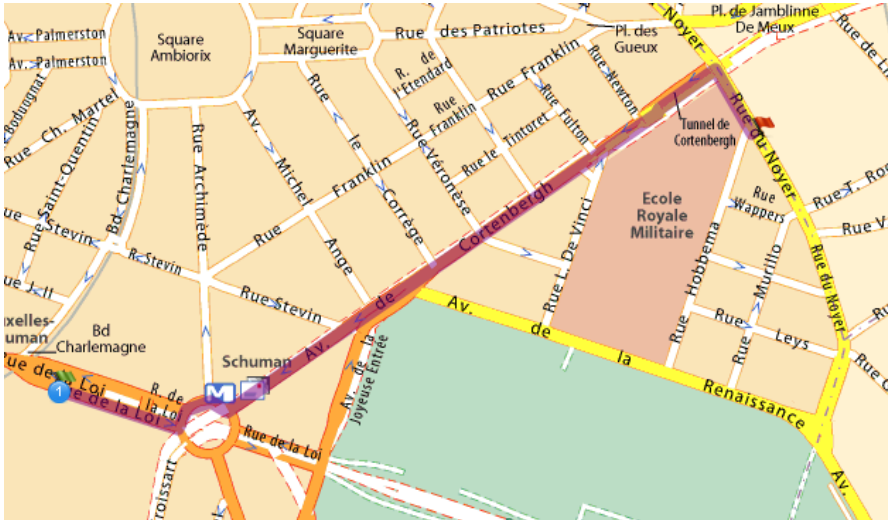 Av. Palmerston
Av. Palmerston
Square
Ambiorix
Square
Marguerite
Rue des Patriotes
Pl. des
Gueux
Noyer
Pl. de Jamblinne
De Meux
Boduognat
Rue Ch. Martel
Rue Saint-Quentin
Bd. Charlemagne
Rue Archimède
Av. Michel
Ange
Rue le
Corrège
R. de
l'Etendard
Rue Véronèse
Rue
Franklin
Rue Franklin
Rue Newton
Rue le Tintoret
Rue
Fulton
Tunnel de
Cortenbergh
Rue du Noyer
Rue Franklin
Rue Stevin
R. Stevin
Rue Stevin
Rue J-II
Av. de Cortenbergh
Rue L. De Vinci
Ecole
Royale
Militaire
Rue Hobbema
Rue
Wappers
Rue Murillo
Rue T. Roo
Rue V.
Rue du Noyer
Rue Leys
Bd
Charlemagne
Schuman
Rue de la Loi
R. de
la Loi
M
1
de la Loi
Rue de la Loi
Av. de la
Joyeuse Entrée
Av. de la Renaissance
Av.
roissart